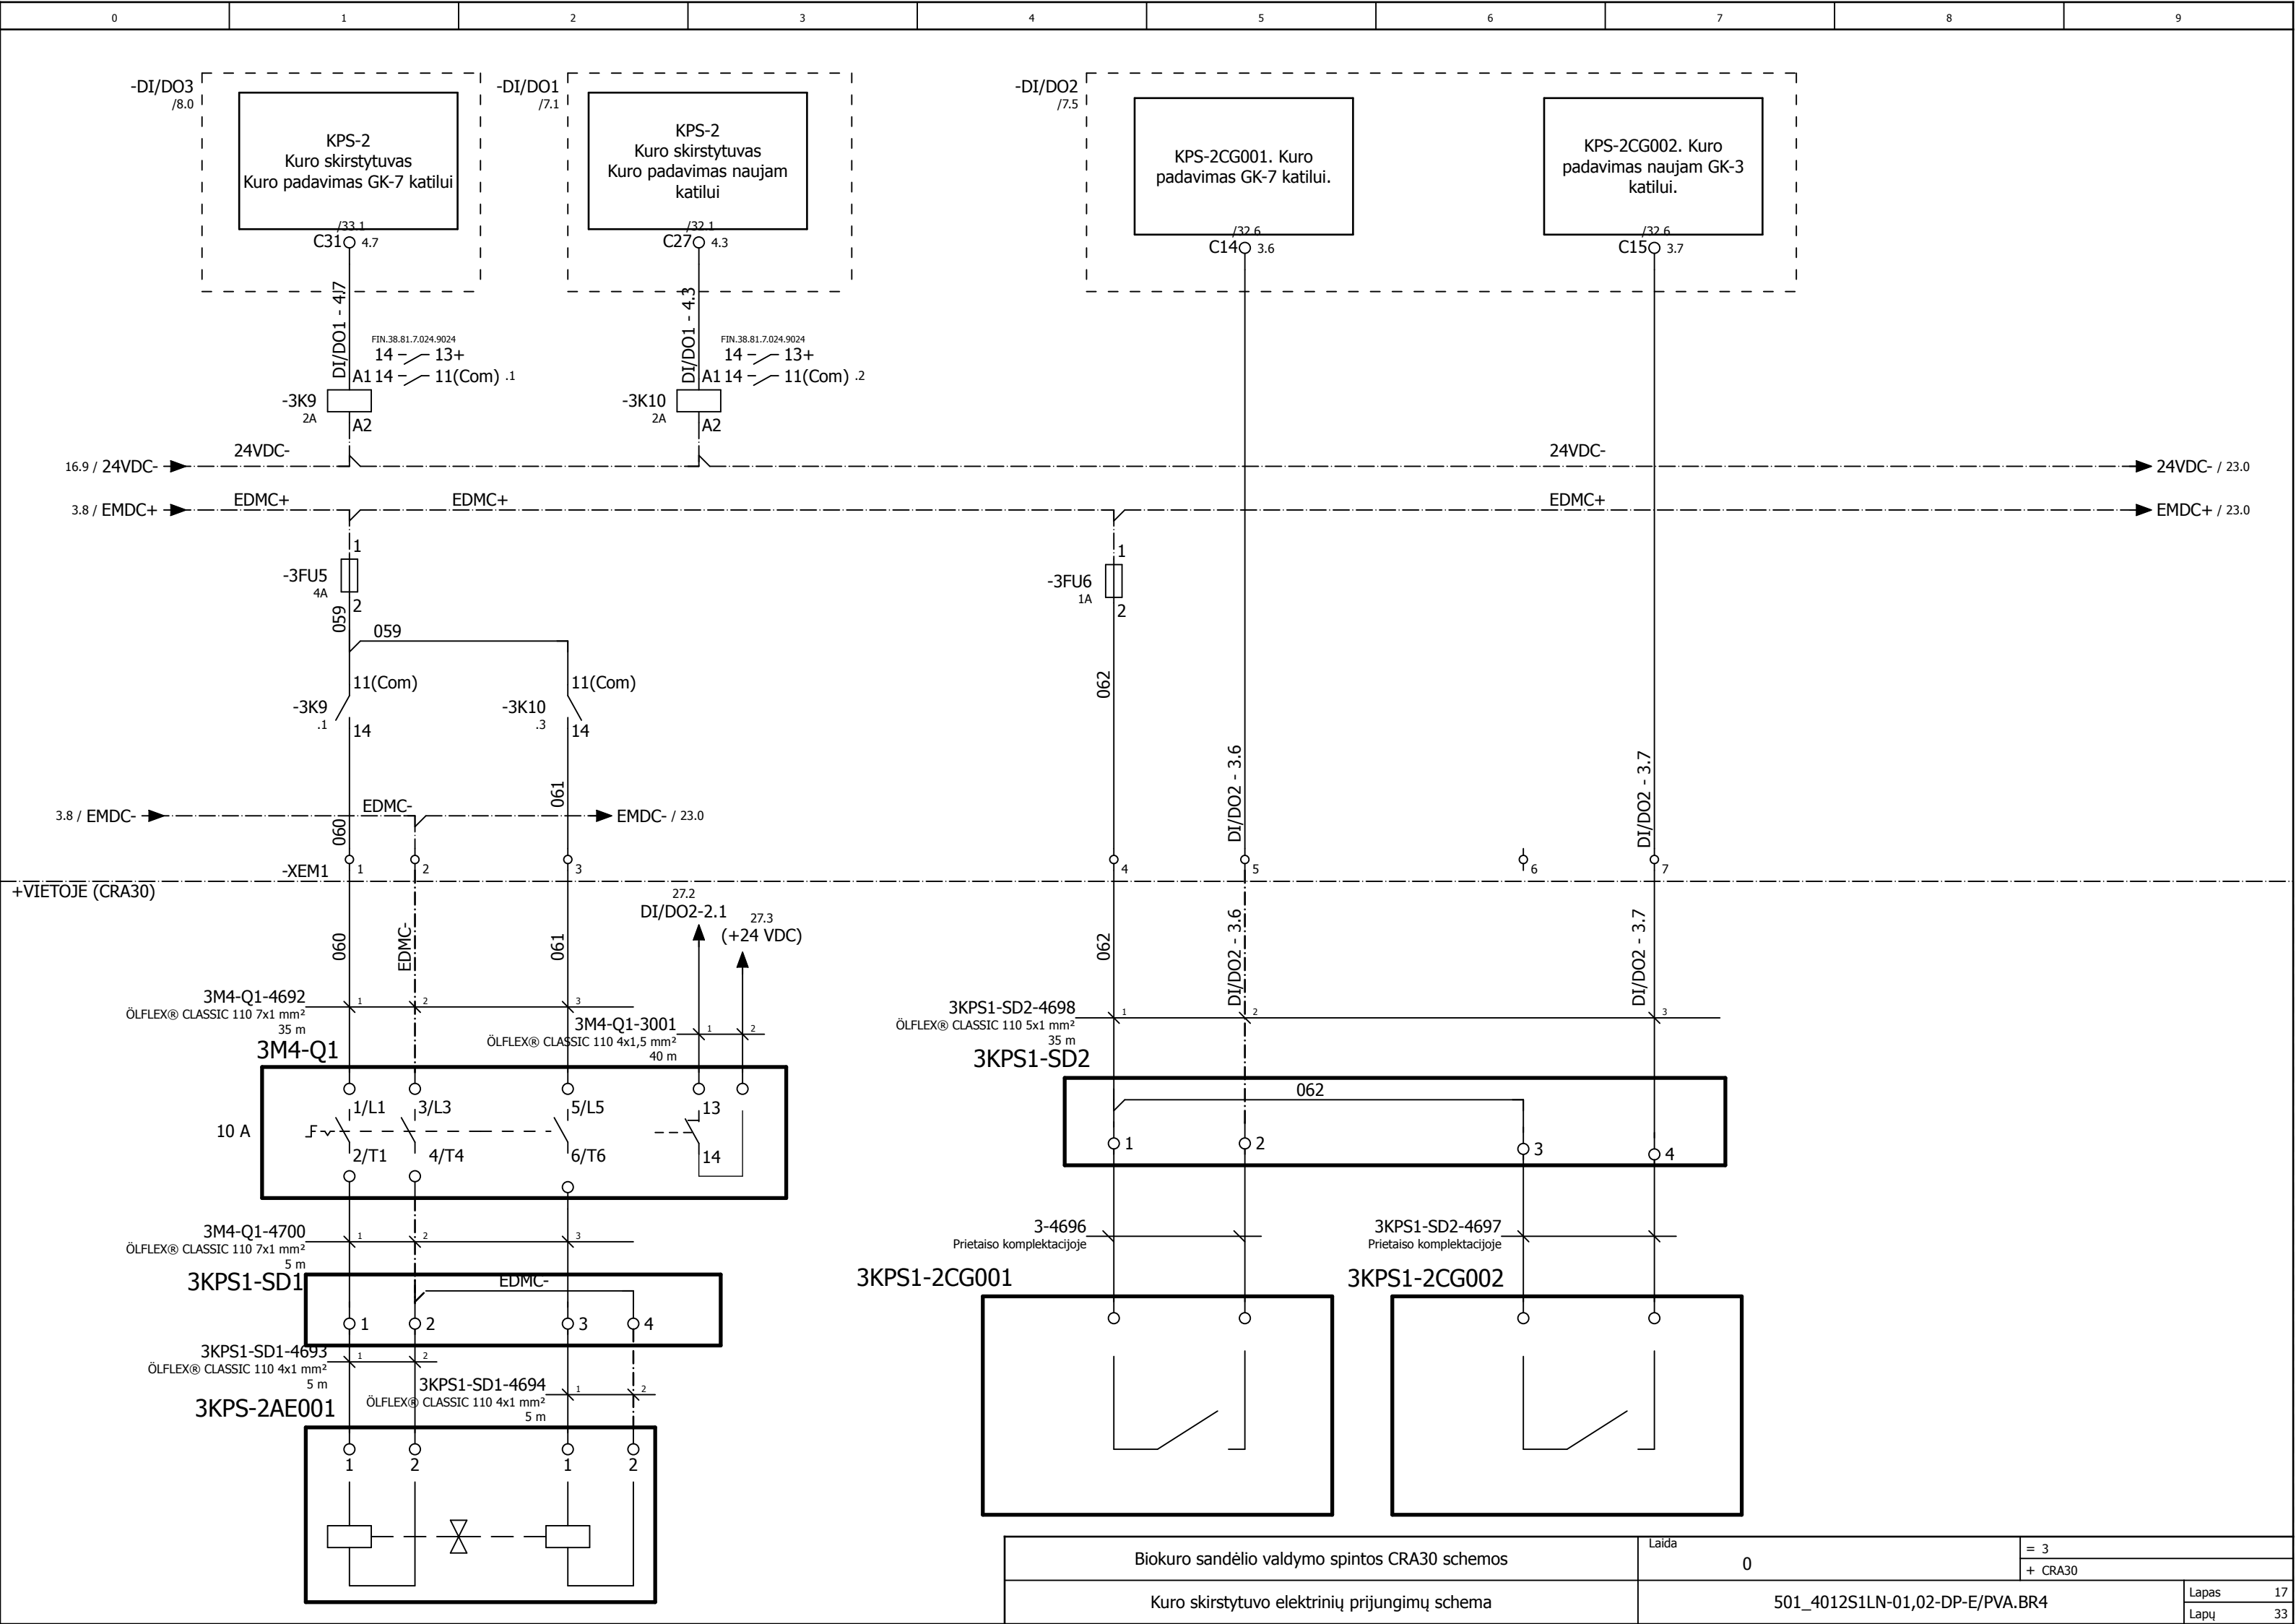 0 1 2 3 4 5 6 7 8 9
-DI/DO3
/8.0
KPS-2
Kuro skirstytuvas
Kuro padavimas GK-7 katilui
/33.1
C31 4.7
-DI/DO1
/7.1
KPS-2
Kuro skirstytuvas
Kuro padavimas naujam
katilui
/32.1
C27 4.3
-DI/DO2
/7.5
KPS-2CG001. Kuro
padavimas GK-7 katilui.
/32.6
C14 3.6
KPS-2CG002. Kuro
padavimas naujam GK-3
katilui.
/32.6
C15 3.7
DI/DO1 - 4.7
FIN.38.81.7.024.9024
14 13+
A1 14 11(Com) .1
-3K9
2A
A2
DI/DO1 - 4.3
FIN.38.81.7.024.9024
14 13+
A1 14 11(Com) .2
-3K10
2A
A2
16.9 / 24VDC- 24VDC- 24VDC- 24VDC- / 23.0
3.8 / EMDC+ EDMC+ EDMC+ EDMC+ EMDC+ / 23.0
1
-3FU5
4A
2
059
059
1
-3FU6
1A
2
11(Com)
-3K9
.1
14
11(Com)
-3K10
.3
14
062
061
DI/DO2 - 3.6
DI/DO2 - 3.7
3.8 / EMDC- EDMC- EMDC- / 23.0
060
-XEM1 1 2 3 4 5 6 7
+VIETOJE (CRA30)
27.2
DI/DO2-2.1
27.3
(+24 VDC)
060
EDMC-
061
062
DI/DO2 - 3.6
DI/DO2 - 3.7
3M4-Q1-4692 1 2 3
ÖLFLEX® CLASSIC 110 7x1 mm²
35 m
3M4-Q1-3001 1 2
ÖLFLEX® CLASSIC 110 4x1,5 mm²
40 m
3KPS1-SD2-4698 1 2 3
ÖLFLEX® CLASSIC 110 5x1 mm²
35 m
3M4-Q1
3KPS1-SD2
1/L1 3/L3 5/L5 13
10 A
2/T1 4/T4 6/T6 14
062
1 2 3 4
3M4-Q1-4700 1 2 3
ÖLFLEX® CLASSIC 110 7x1 mm²
5 m
3-4696
Prietaiso komplektacijoje
3KPS1-SD2-4697
Prietaiso komplektacijoje
3KPS1-SD1
EDMC-
1 2 3 4
3KPS1-2CG001
3KPS1-2CG002
3KPS1-SD1-4693 1 2
ÖLFLEX® CLASSIC 110 4x1 mm²
5 m
3KPS1-SD1-4694 1 2
ÖLFLEX® CLASSIC 110 4x1 mm²
5 m
3KPS-2AE001
1 2 1 2
Biokuro sandėlio valdymo spintos CRA30 schemos
Laida
0
= 3
+ CRA30
Kuro skirstytuvo elektrinių prijungimų schema
501_4012S1LN-01,02-DP-E/PVA.BR4
Lapas 17
Lapų 33